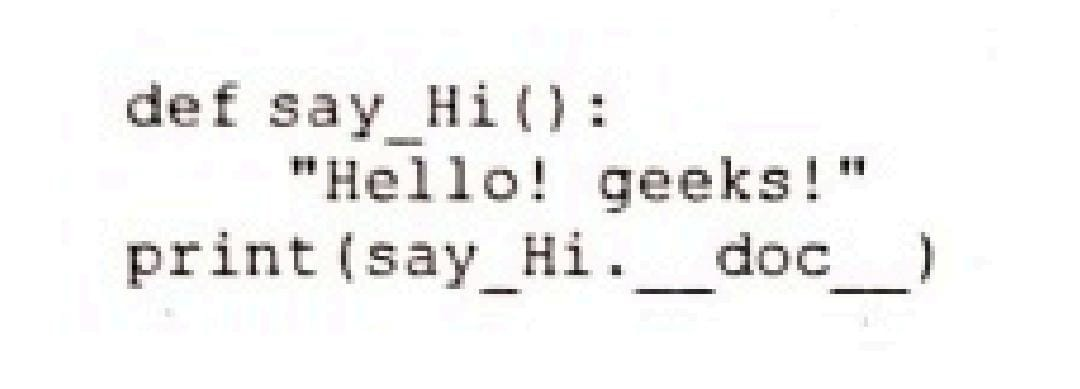 def say_Hi():
    "Hello! geeks!"
print(say_Hi.__doc__)